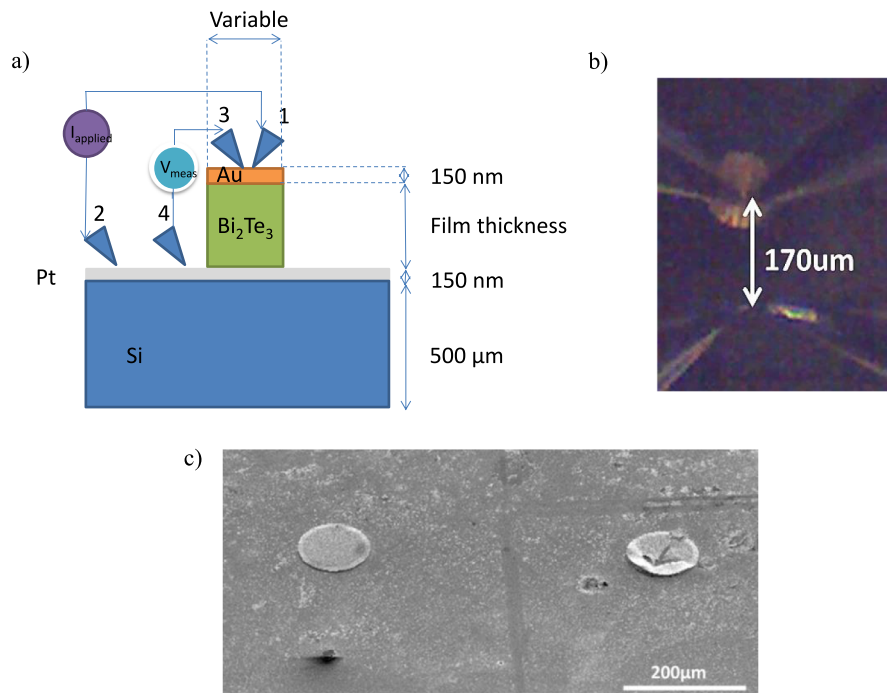 Variable
a)
b)
3
1
I applied
V meas
Au
150 nm
2
4
Bi₂Te₃
Film thickness
170um
Pt
150 nm
Si
500 µm
c)
200µm